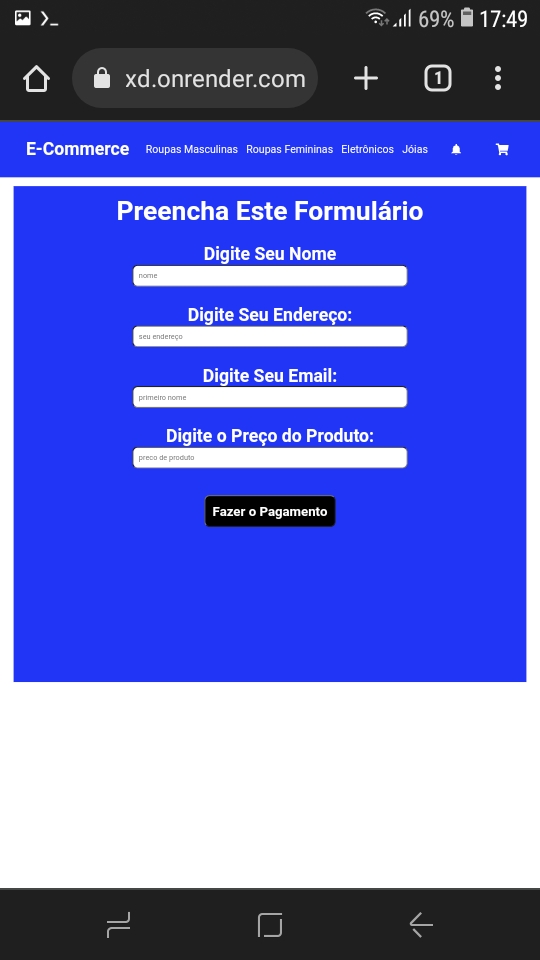 69% 17:49
xd.onrender.com
1
E-Commerce Roupas Masculinas Roupas Femininas Eletrônicos Jóias
Preencha Este Formulário
Digite Seu Nome
nome
Digite Seu Endereço:
seu endereço
Digite Seu Email:
primeiro nome
Digite o Preço do Produto:
preco de produto
Fazer o Pagamento